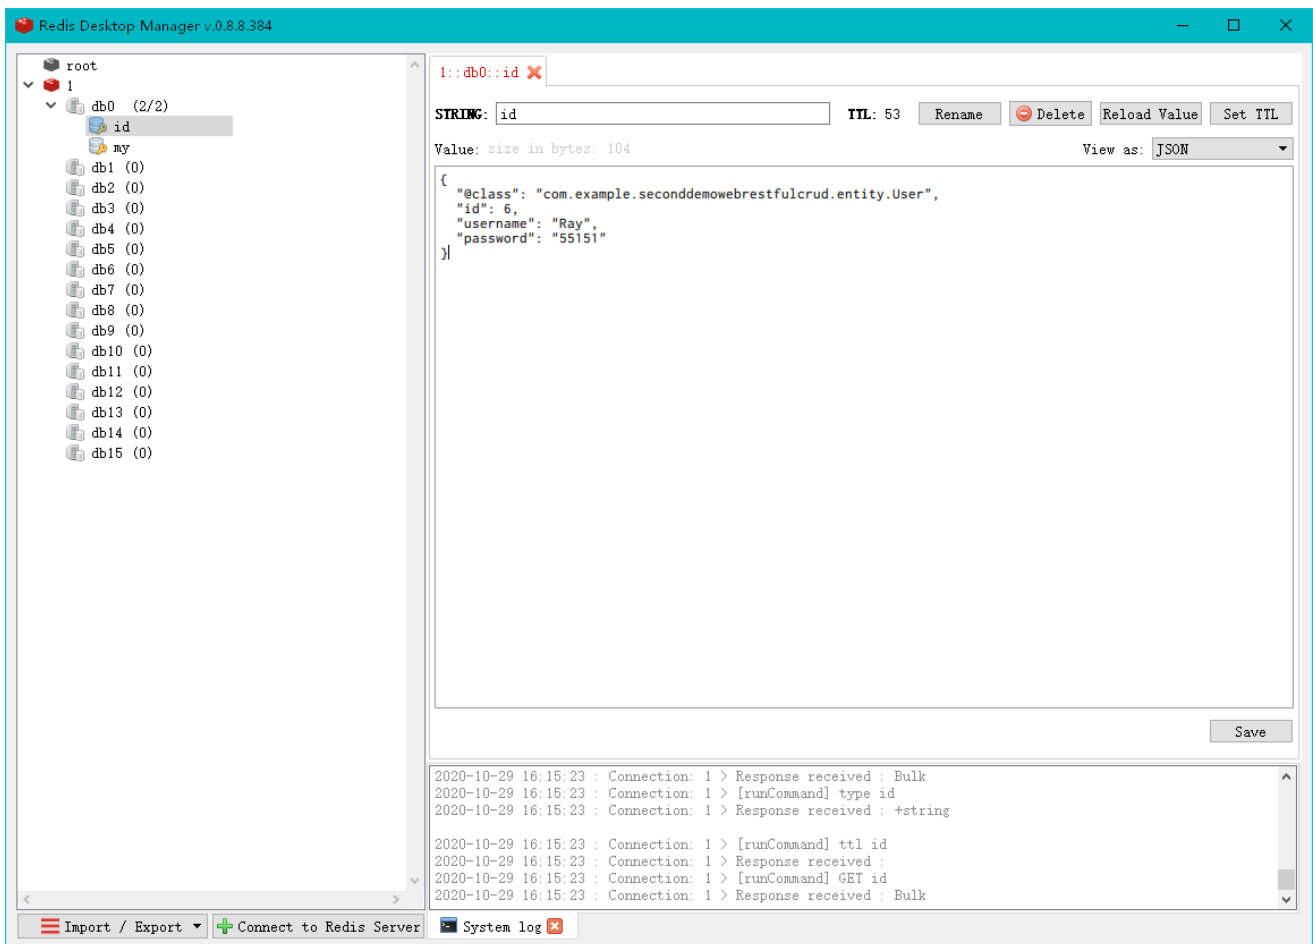 Redis Desktop Manager v.0.8.8.384
root
1
db0 (2/2)
id
my
db1 (0)
db2 (0)
db3 (0)
db4 (0)
db5 (0)
db6 (0)
db7 (0)
db8 (0)
db9 (0)
db10 (0)
db11 (0)
db12 (0)
db13 (0)
db14 (0)
db15 (0)
Import / Export
Connect to Redis Server
1::db0::id
STRING: id TTL: 53 Rename Delete Reload Value Set TTL
Value: size in bytes: 104 View as: JSON
{
  "@class": "com.example.seconddemowebrestfulcrud.entity.User",
  "id": 6,
  "username": "Ray",
  "password": "55151"
}
Save
2020-10-29 16:15:23 : Connection: 1 > Response received : Bulk
2020-10-29 16:15:23 : Connection: 1 > [runCommand] type id
2020-10-29 16:15:23 : Connection: 1 > Response received : +string
2020-10-29 16:15:23 : Connection: 1 > [runCommand] ttl id
2020-10-29 16:15:23 : Connection: 1 > Response received :
2020-10-29 16:15:23 : Connection: 1 > [runCommand] GET id
2020-10-29 16:15:23 : Connection: 1 > Response received : Bulk
System log